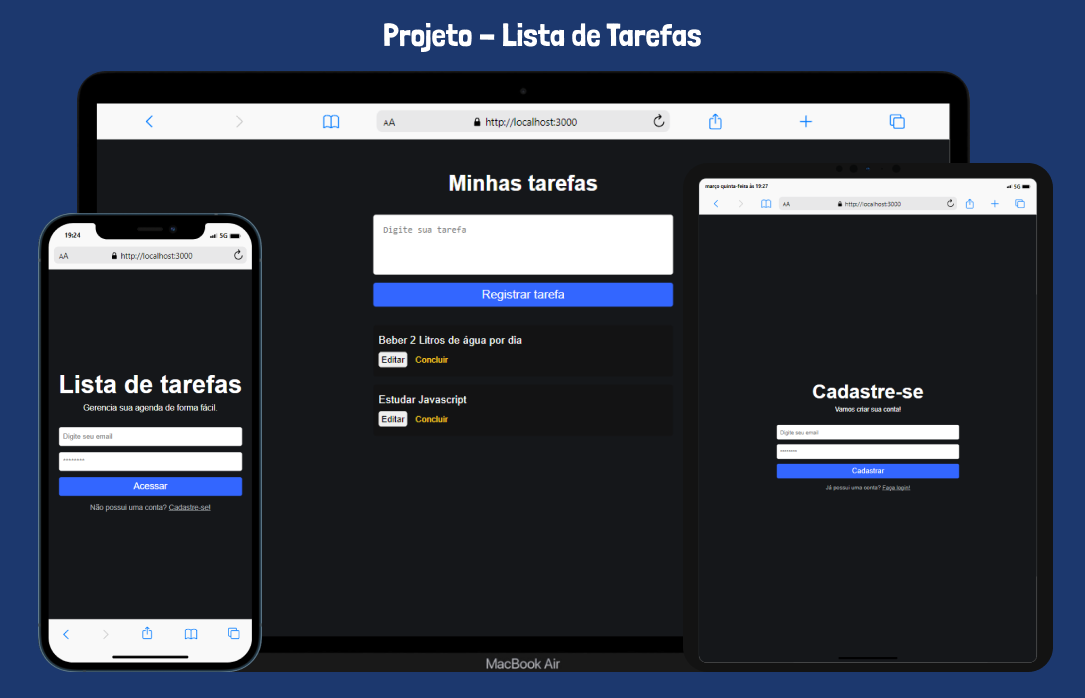 Projeto - Lista de Tarefas
AA
http://localhost:3000
Minhas tarefas
Digite sua tarefa
Registrar tarefa
Beber 2 Litros de água por dia
Editar
Concluir
Estudar Javascript
Editar
Concluir
MacBook Air
19:24
5G
AA
http://localhost:3000
Lista de tarefas
Gerencia sua agenda de forma fácil.
Digite seu email
********
Acessar
Não possui uma conta? Cadastre-se!
março quinta-feira às 19:27
5G
AA
http://localhost:3000
Cadastre-se
Vamos criar sua conta!
Digite seu email
********
Cadastrar
Já possui uma conta? Faça login!